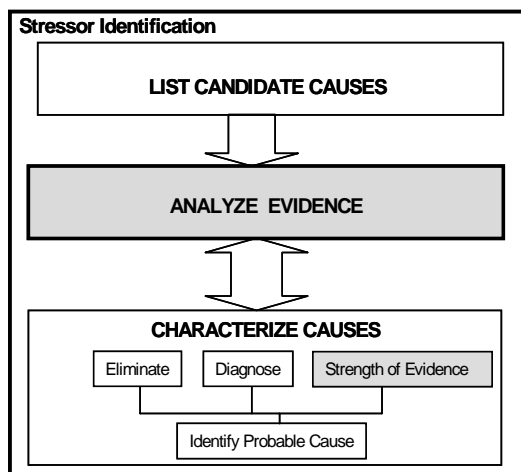 Stressor Identification
LIST CANDIDATE CAUSES
ANALYZE EVIDENCE
CHARACTERIZE CAUSES
Eliminate
Diagnose
Strength of Evidence
Identify Probable Cause